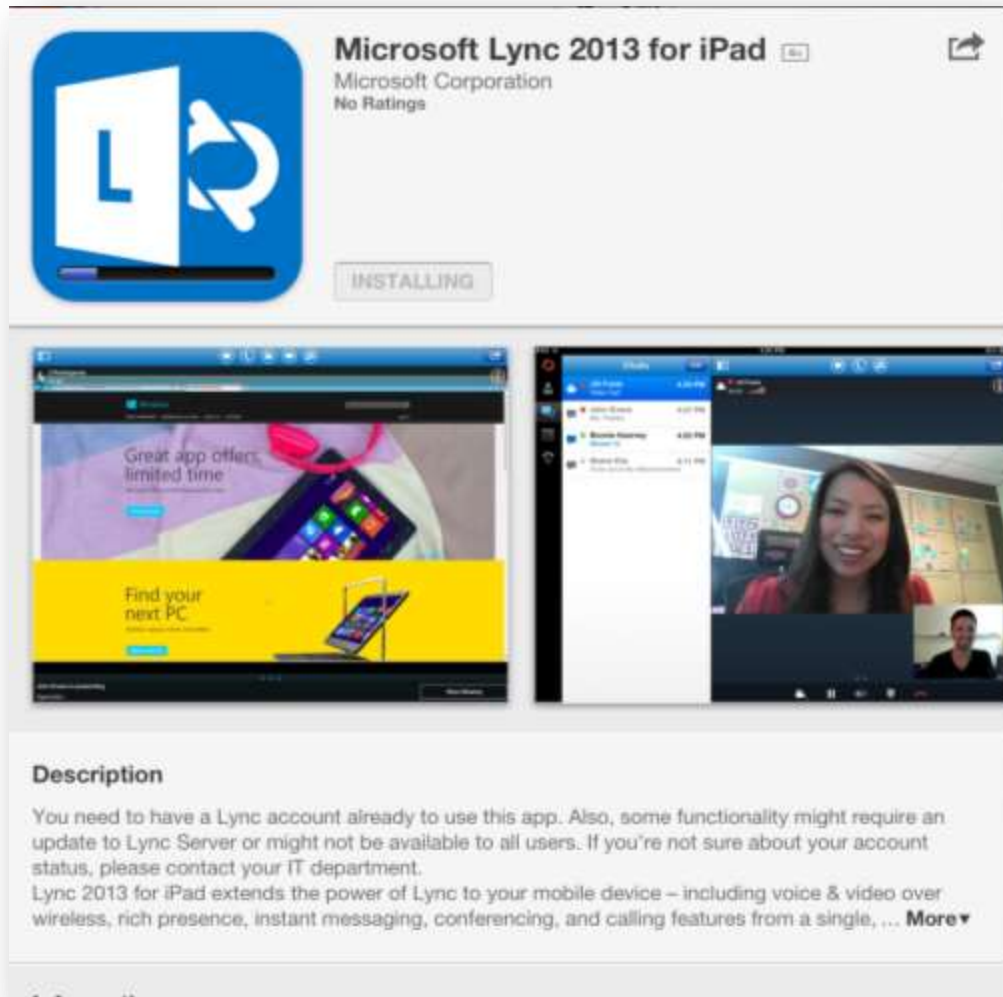 Microsoft Lync 2013 for iPad
Microsoft Corporation
No Ratings
L
INSTALLING
Great app offers,
limited time
Find your
next PC
Chats
4:11 PM
Description
You need to have a Lync account already to use this app. Also, some functionality might require an
update to Lync Server or might not be available to all users. If you're not sure about your account
status, please contact your IT department.
Lync 2013 for iPad extends the power of Lync to your mobile device – including voice & video over
wireless, rich presence, instant messaging, conferencing, and calling features from a single, ... More▾